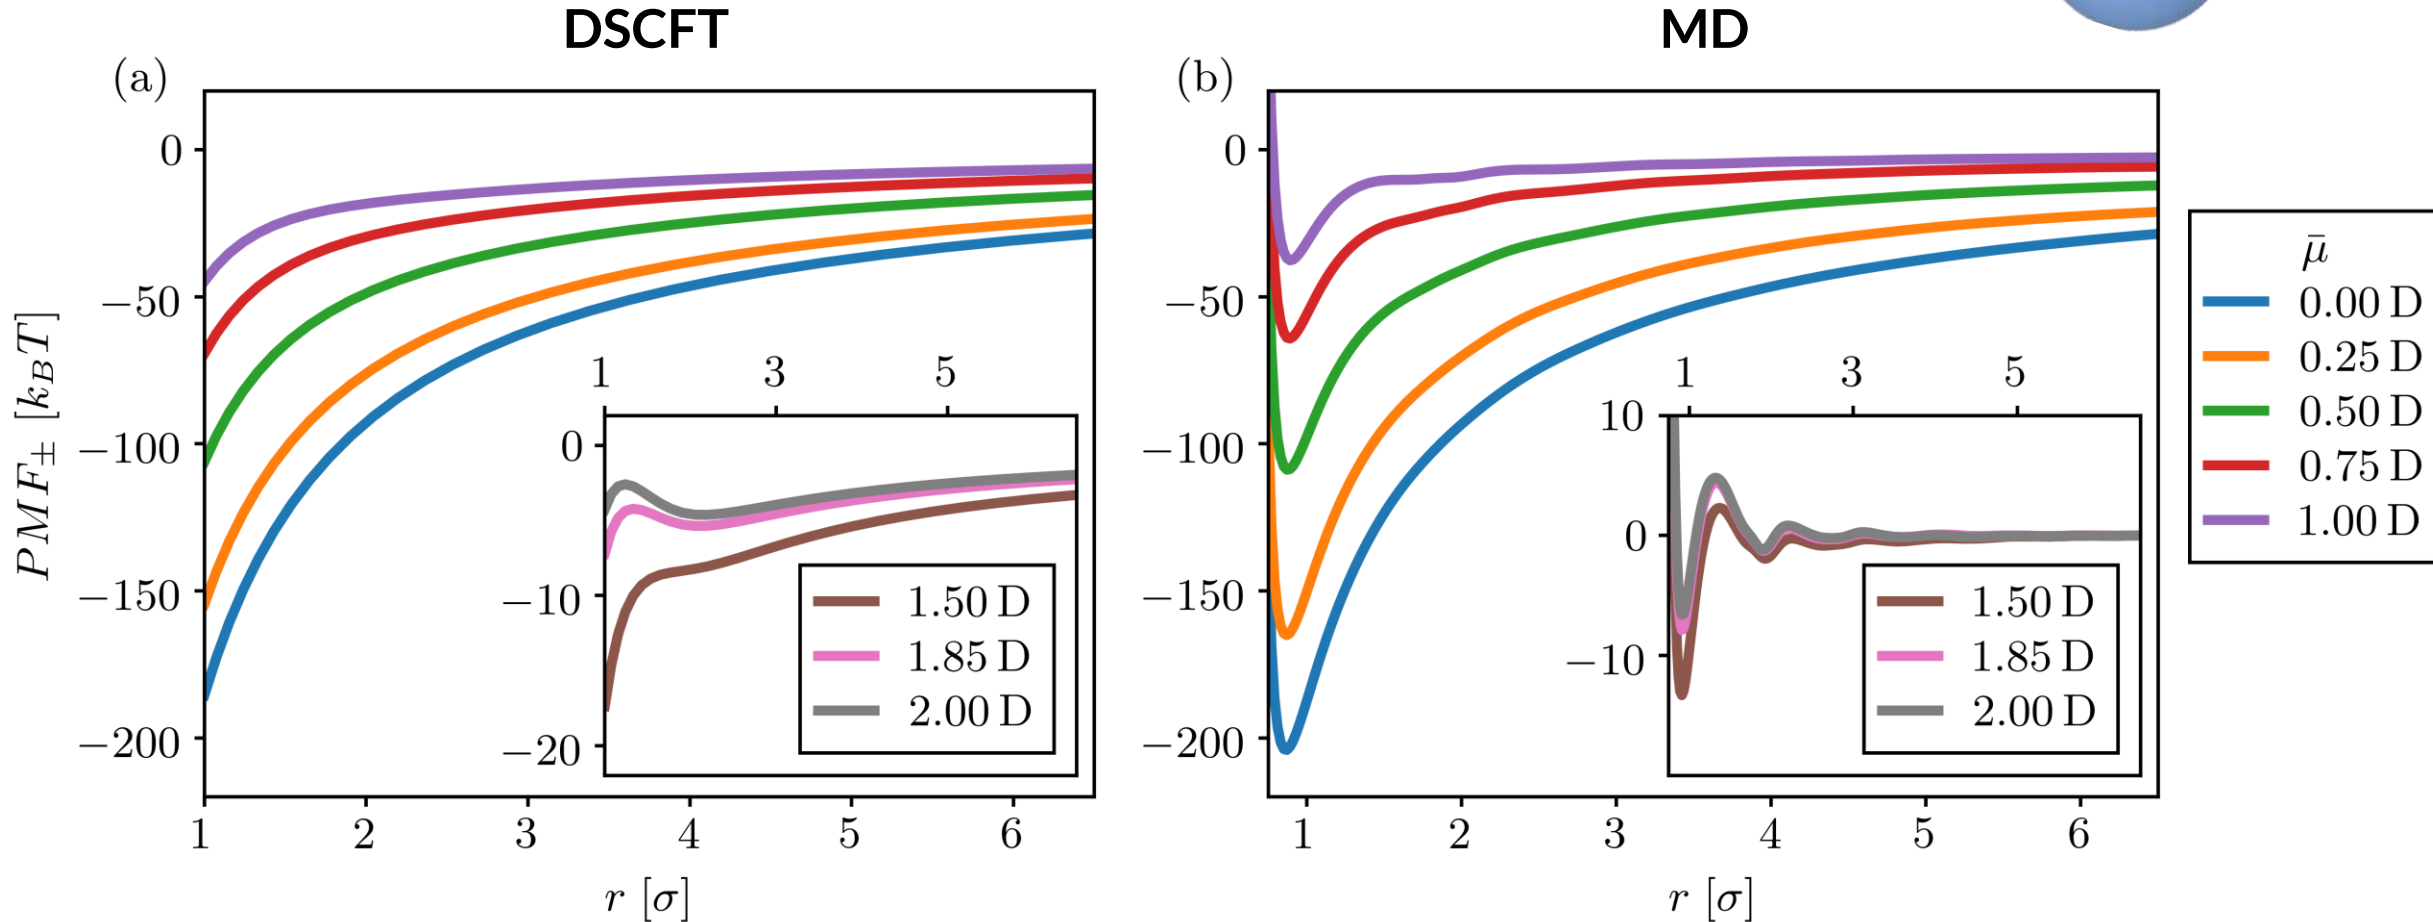 DSCFT
MD
(a)
0
−50
−100
−150
−200
PMF± [k_BT]
1 2 3 4 5 6
r [σ]
1 3 5
0
−10
−20
1.50 D
1.85 D
2.00 D
(b)
0
−50
−100
−150
−200
1 2 3 4 5 6
r [σ]
1 3 5
10
0
−10
1.50 D
1.85 D
2.00 D
μ̄
0.00 D
0.25 D
0.50 D
0.75 D
1.00 D